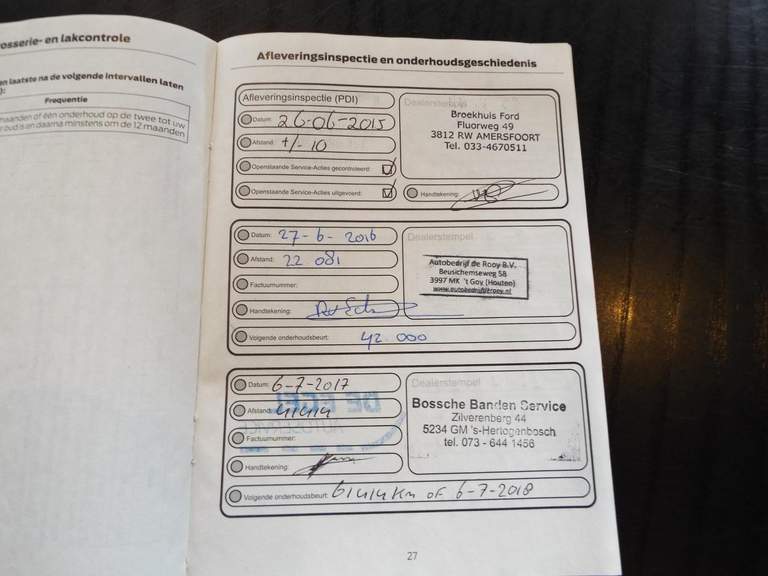 osserie- en lakcontrole
en laatste na de volgende intervallen laten
):
Frequentie
maanden of één onderhoud op de twee tot uw
oud is en daarna minstens om de 12 maanden
Afleveringsinspectie en onderhoudsgeschiedenis
Afleveringsinspectie (PDI)
Datum: 26-06-2015
Afstand: +/- 10
Openstaande Service-Acties gecontroleerd:
Openstaande Service-Acties uitgevoerd:
Dealerstempel
Broekhuis Ford
Fluorweg 49
3812 RW AMERSFOORT
Tel. 033-4670511
Handtekening:
Datum: 27-6-2016
Afstand: 22 081
Factuurnummer:
Handtekening:
Volgende onderhoudsbeurt: 42 000
Dealerstempel
Autobedrijf de Rooy B.V.
Beusichemseweg 58
3997 MK 't Goy (Houten)
www.autobedrijfderooy.nl
Datum: 6-7-2017
Afstand: 41414
Factuurnummer:
Handtekening:
Volgende onderhoudsbeurt: 61414 km OF 6-7-2018
Dealerstempel
Bossche Banden Service
Zilverenberg 44
5234 GM 's-Hertogenbosch
tel. 073 - 644 1456
27